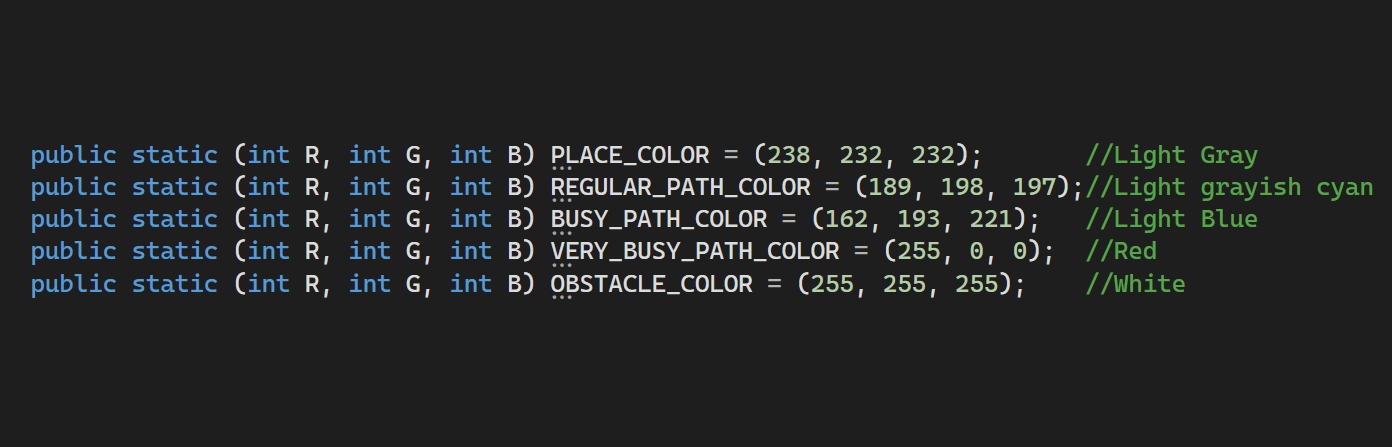 public static (int R, int G, int B) PLACE_COLOR = (238, 232, 232);       //Light Gray
public static (int R, int G, int B) REGULAR_PATH_COLOR = (189, 198, 197);//Light grayish cyan
public static (int R, int G, int B) BUSY_PATH_COLOR = (162, 193, 221);   //Light Blue
public static (int R, int G, int B) VERY_BUSY_PATH_COLOR = (255, 0, 0);  //Red
public static (int R, int G, int B) OBSTACLE_COLOR = (255, 255, 255);    //White